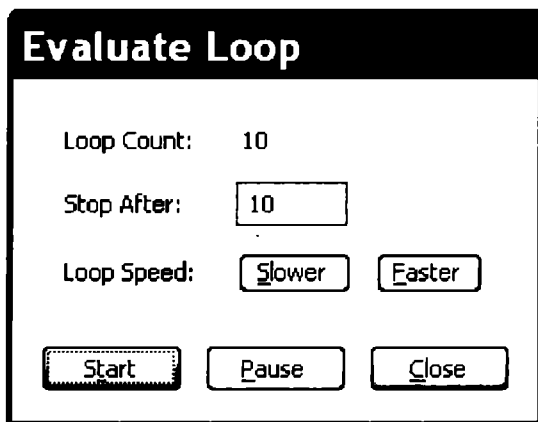 Evaluate Loop
Loop Count: 10
Stop After: 10
Loop Speed: Slower Faster
Start Pause Close